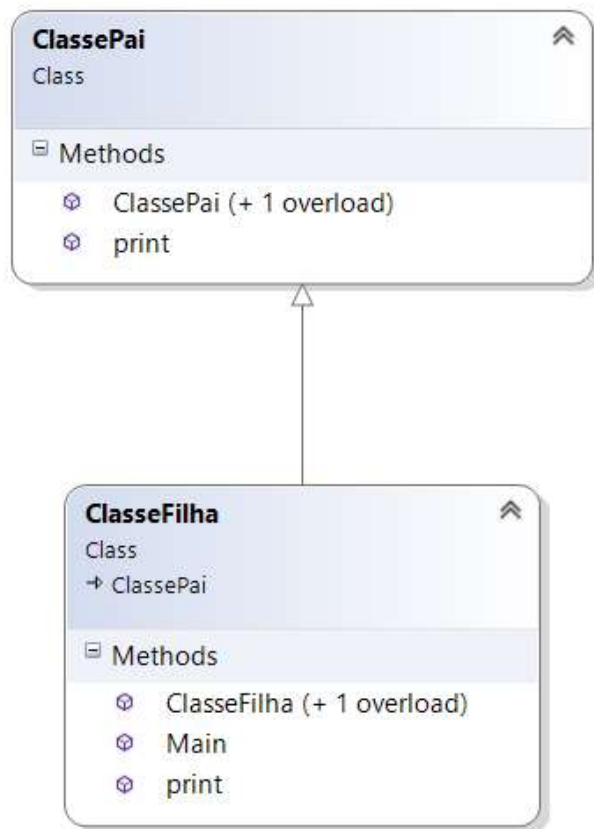 ClassePai
Class
Methods
ClassePai (+ 1 overload)
print
ClasseFilha
Class
ClassePai
Methods
ClasseFilha (+ 1 overload)
Main
print